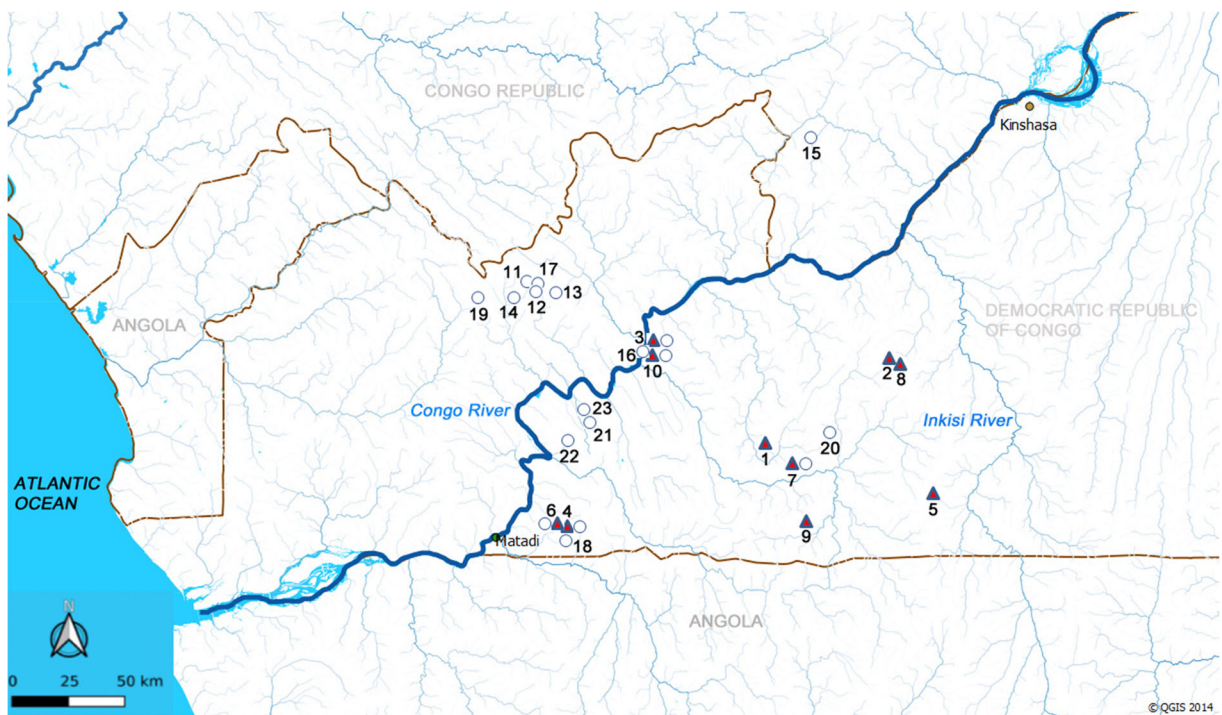 CONGO REPUBLIC
Kinshasa
15
11
17
19
14
12
13
ANGOLA
DEMOCRATIC REPUBLIC
OF CONGO
3
16
10
2
8
Congo River
23
21
22
Inkisi River
1
20
7
5
9
ATLANTIC
OCEAN
6
4
Matadi
18
ANGOLA
N
0
25
50 km
© QGIS 2014